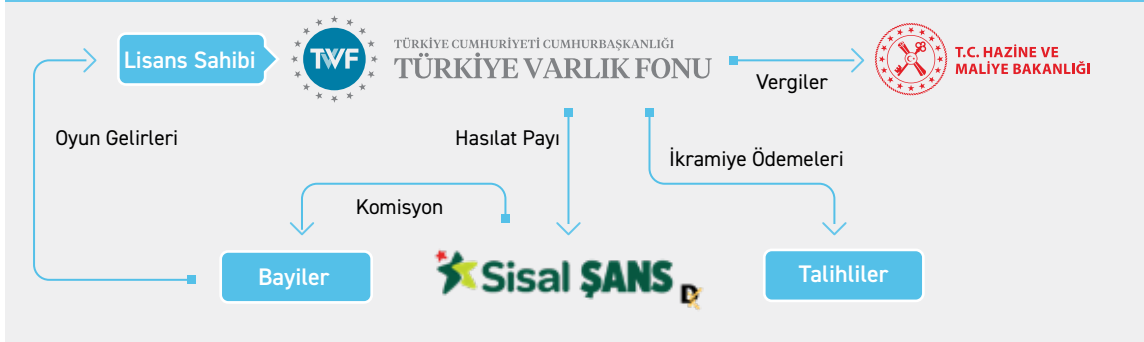 Lisans Sahibi
TWF
TÜRKİYE CUMHURİYETİ CUMHURBAŞKANLIĞI
TÜRKİYE VARLIK FONU
Vergiler
T.C. HAZİNE VE
MALİYE BAKANLIĞI
Oyun Gelirleri
Hasılat Payı
İkramiye Ödemeleri
Komisyon
Bayiler
Sisal ŞANS
Talihliler